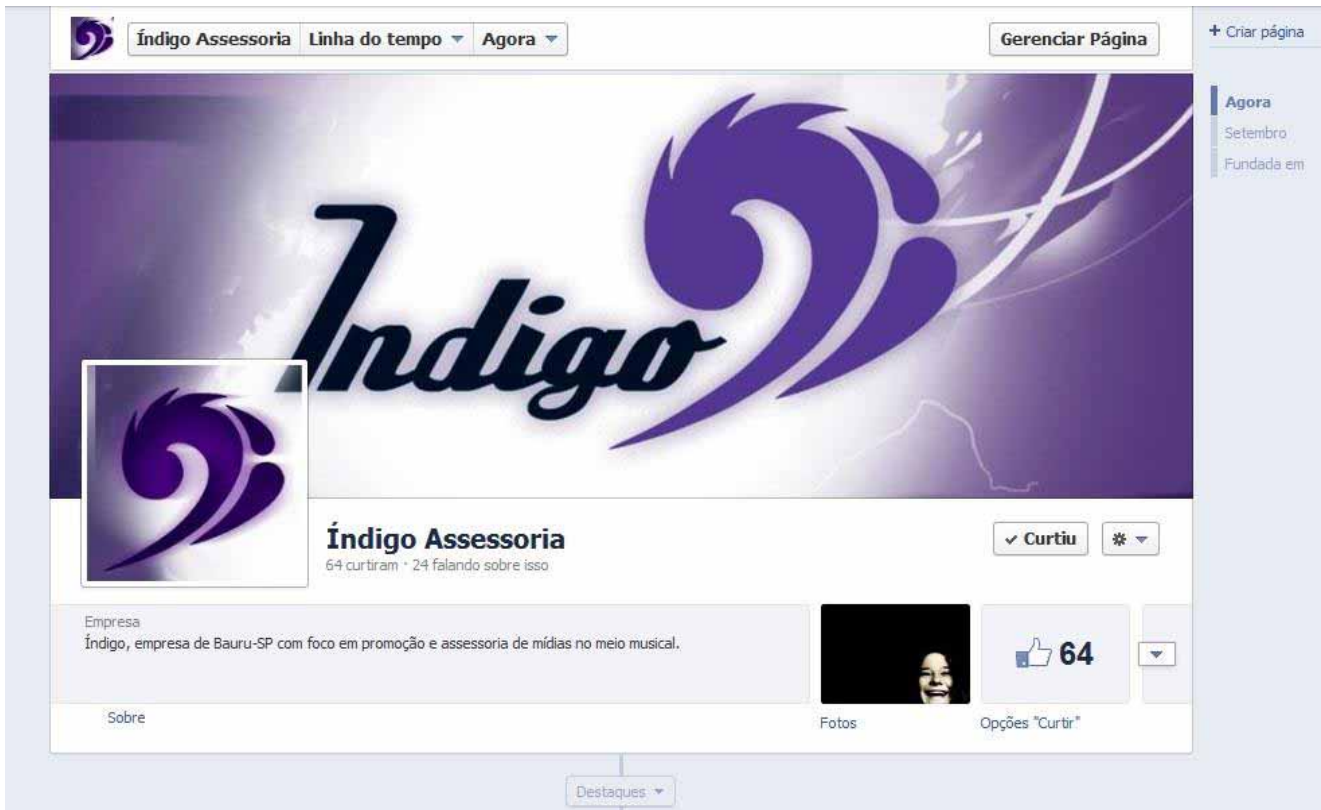 Índigo Assessoria Linha do tempo Agora Gerenciar Página
+ Criar página
Agora
Setembro
Fundada em
Índigo
Índigo Assessoria
64 curtiram · 24 falando sobre isso
Curtiu
Empresa
Índigo, empresa de Bauru-SP com foco em promoção e assessoria de mídias no meio musical.
64
Sobre
Fotos
Opções "Curtir"
Destaques